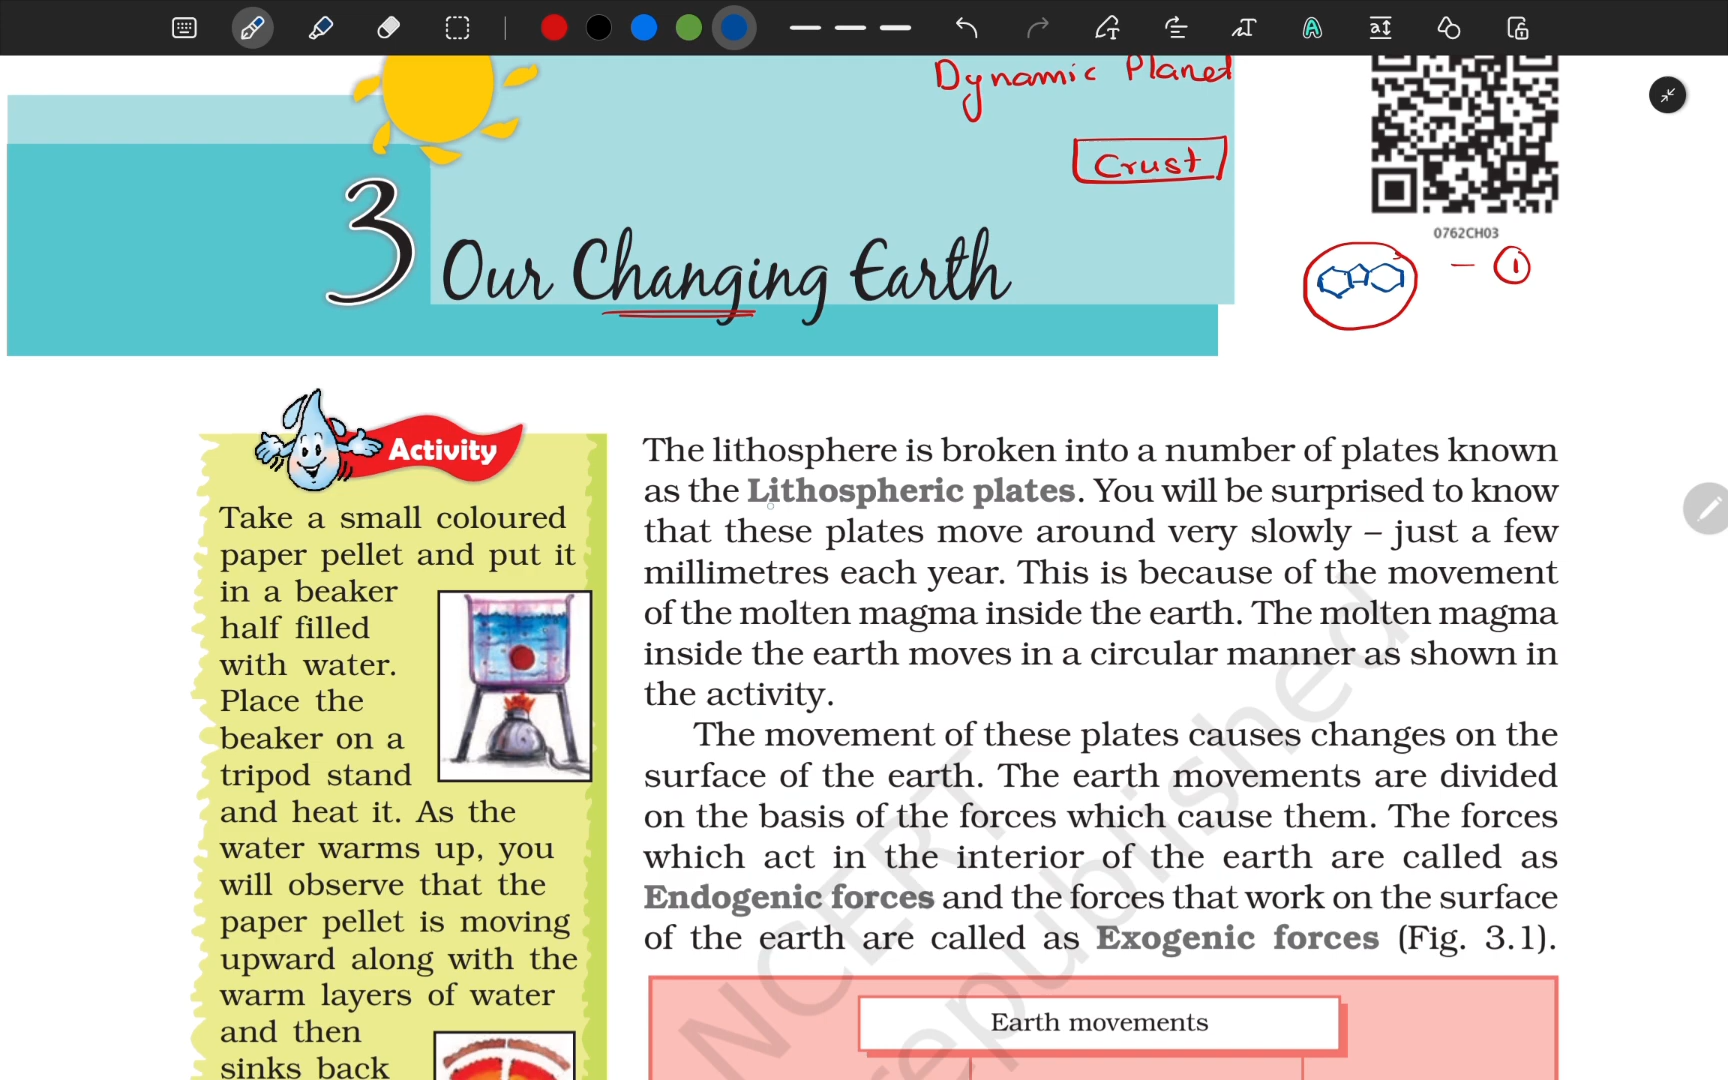 Dynamic Planet
Crust
0762CH03
1
3 Our Changing Earth
Activity
Take a small coloured
paper pellet and put it
in a beaker
half filled
with water.
Place the
beaker on a
tripod stand
and heat it. As the
water warms up, you
will observe that the
paper pellet is moving
upward along with the
warm layers of water
and then
sinks back
The lithosphere is broken into a number of plates known
as the Lithospheric plates. You will be surprised to know
that these plates move around very slowly – just a few
millimetres each year. This is because of the movement
of the molten magma inside the earth. The molten magma
inside the earth moves in a circular manner as shown in
the activity.
The movement of these plates causes changes on the
surface of the earth. The earth movements are divided
on the basis of the forces which cause them. The forces
which act in the interior of the earth are called as
Endogenic forces and the forces that work on the surface
of the earth are called as Exogenic forces (Fig. 3.1).
Earth movements
NCERT
republished